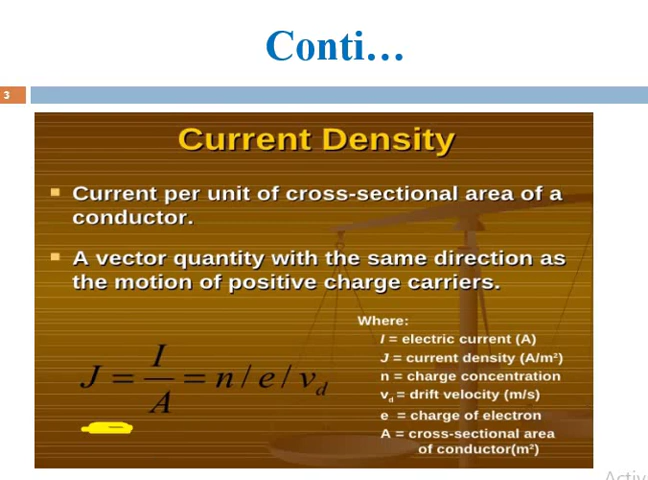 Conti…
3
Current Density
Current per unit of cross-sectional area of a
conductor.
A vector quantity with the same direction as
the motion of positive charge carriers.
Where:
I = electric current (A)
J = current density (A/m²)
n = charge concentration
v_d = drift velocity (m/s)
e = charge of electron
A = cross-sectional area
of conductor(m²)
J = I/A = n / e / v_d
Activ